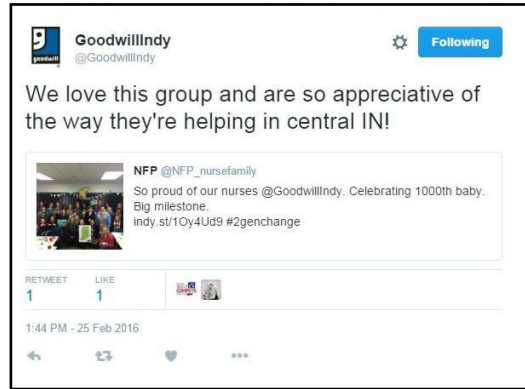 goodwill
GoodwillIndy
@GoodwillIndy
Following
We love this group and are so appreciative of
the way they're helping in central IN!
NFP @NFP_nursefamily
So proud of our nurses @GoodwillIndy. Celebrating 1000th baby.
Big milestone.
indy.st/1Oy4Ud9 #2genchange
RETWEET
LIKE
1
1
COMPETE
1:44 PM - 25 Feb 2016